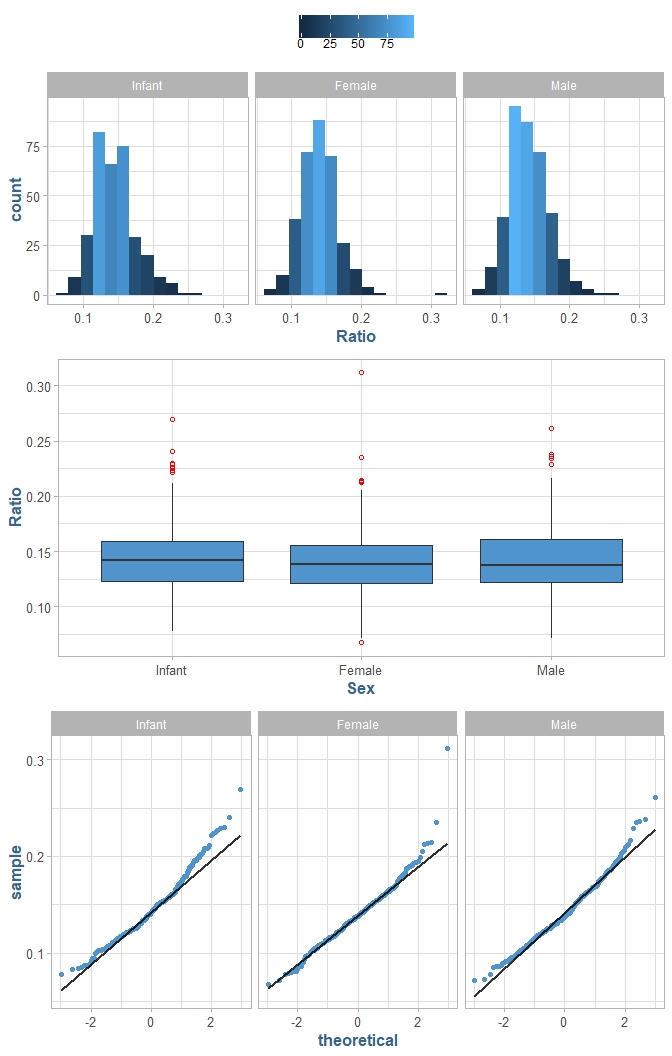 0 25 50 75
Infant Female Male
75
50
25
0
count
0.1 0.2 0.3 0.1 0.2 0.3 0.1 0.2 0.3
Ratio
0.30
0.25
0.20
0.15
0.10
Ratio
Infant Female Male
Sex
Infant Female Male
0.3
0.2
0.1
sample
-2 0 2 -2 0 2 -2 0 2
theoretical